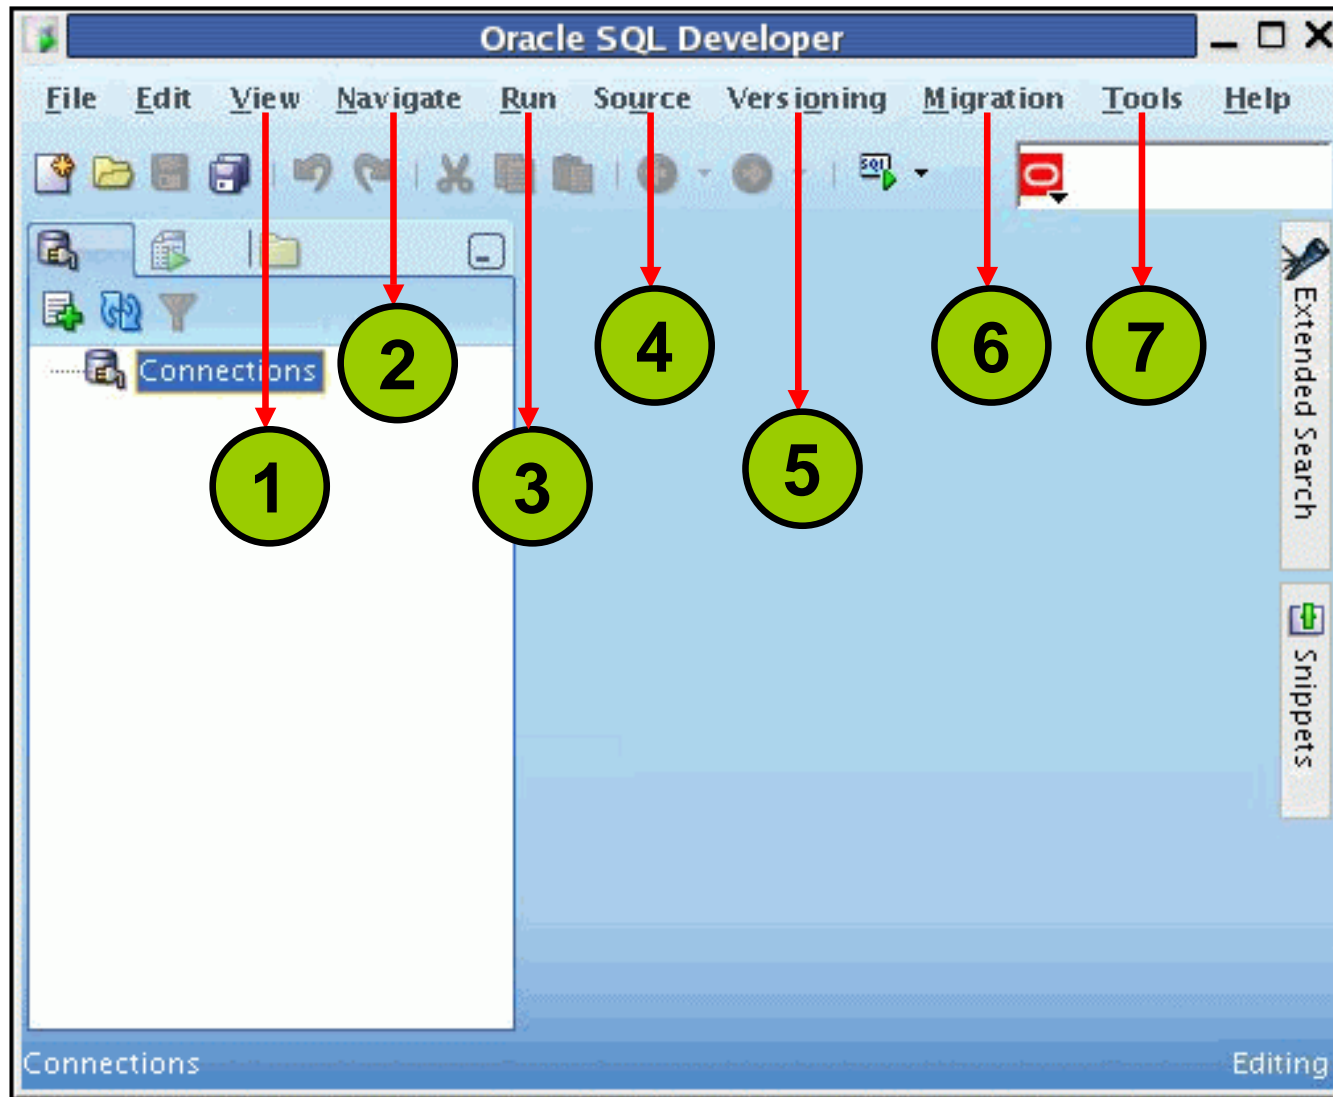 Oracle SQL Developer
File Edit View Navigate Run Source Versioning Migration Tools Help
SQL
Connections
1
2
3
4
5
6
7
Extended Search
Snippets
Connections
Editing